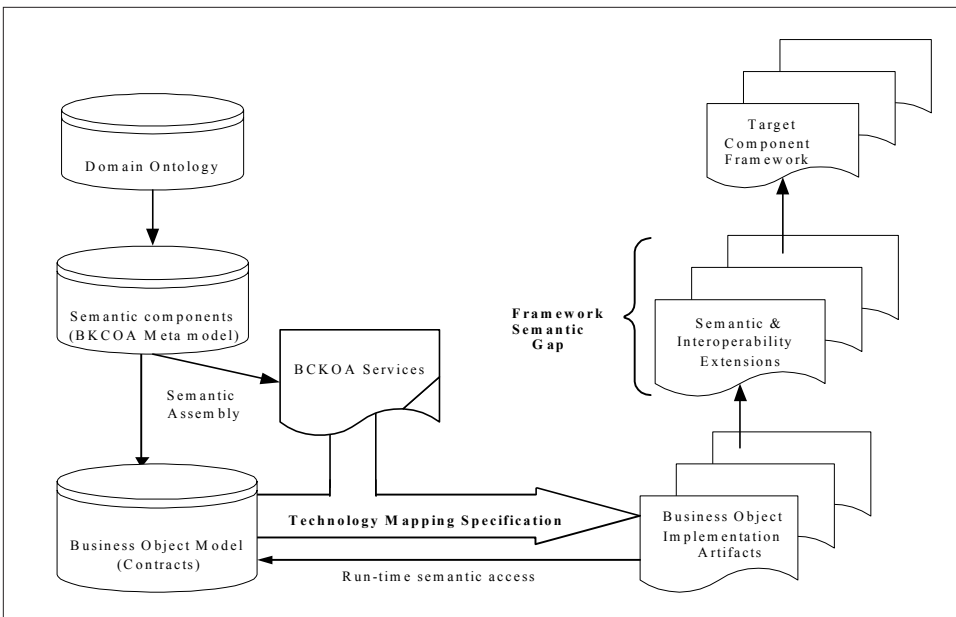 Domain Ontology
Semantic components
(BKCOA Meta model)
Semantic
Assembly
BCKOA Services
Business Object Model
(Contracts)
Technology Mapping Specification
Run-time semantic access
Target
Component
Framework
Framework
Semantic
Gap
Semantic &
Interoperability
Extensions
Business Object
Implementation
Artifacts